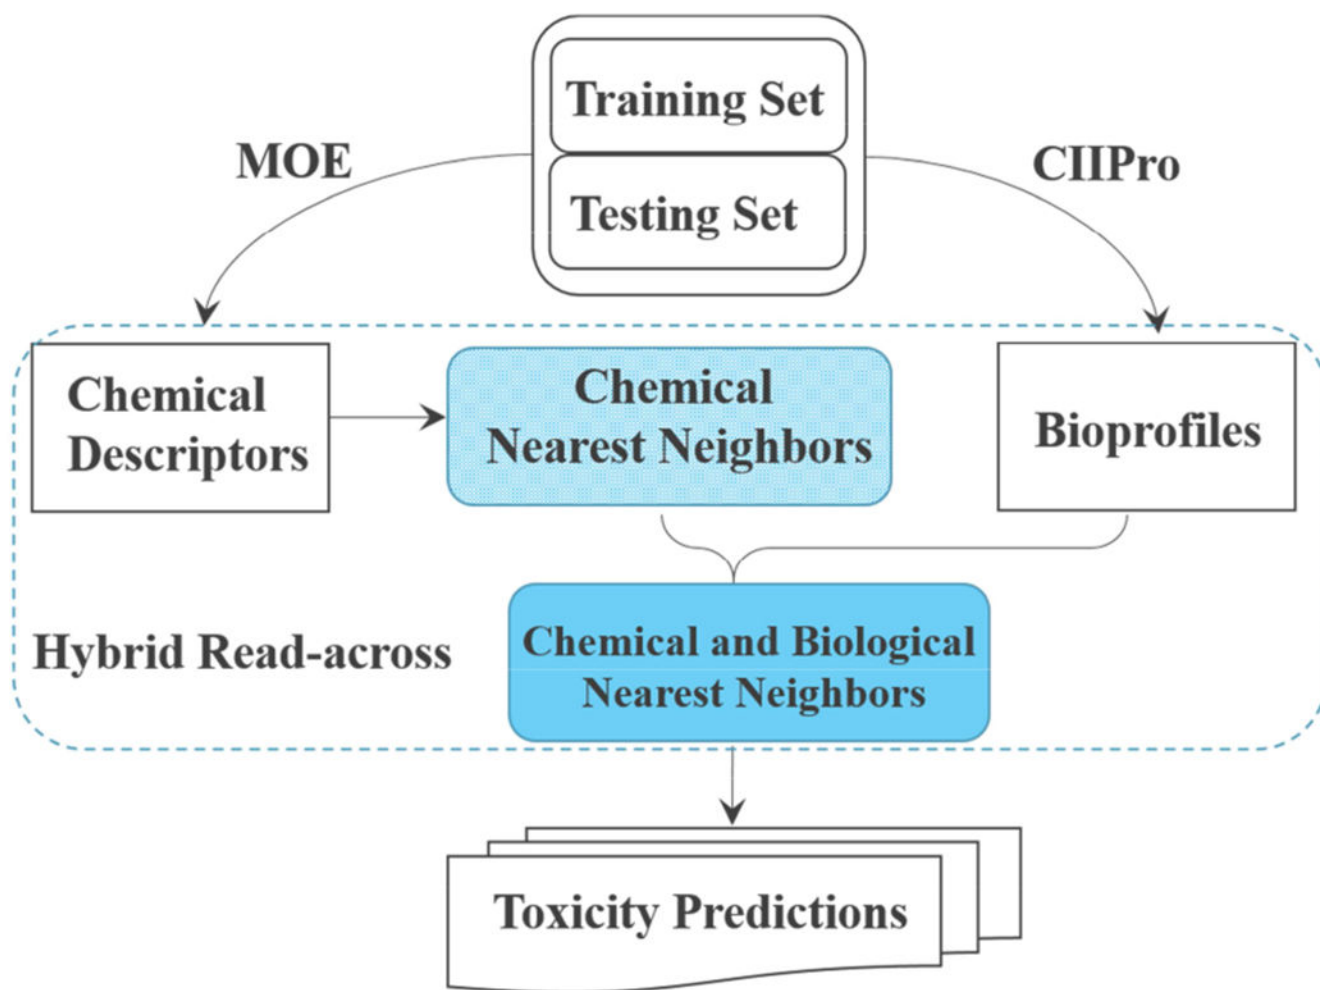 Training Set
Testing Set
MOE
CIIPro
Chemical
Descriptors
Chemical
Nearest Neighbors
Bioprofiles
Hybrid Read-across
Chemical and Biological
Nearest Neighbors
Toxicity Predictions